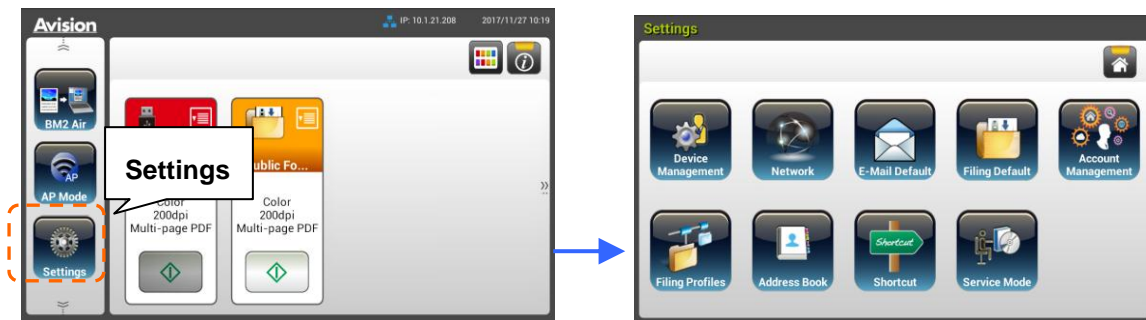 Avision
IP: 10.1.21.208
2017/11/27 10:19
BM2 Air
AP
AP Mode
Settings
Settings
ublic Fo...
Color
200dpi
Multi-page PDF
Color
200dpi
Multi-page PDF
Settings
Device
Management
Network
E-Mail Default
Filing Default
Account
Management
Filing Profiles
Address Book
Shortcut
Shortcut
Service Mode